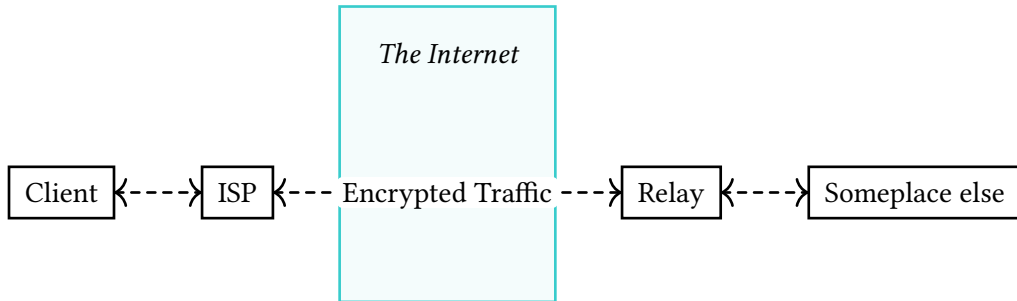 The Internet
Client
ISP
Encrypted Traffic
Relay
Someplace else